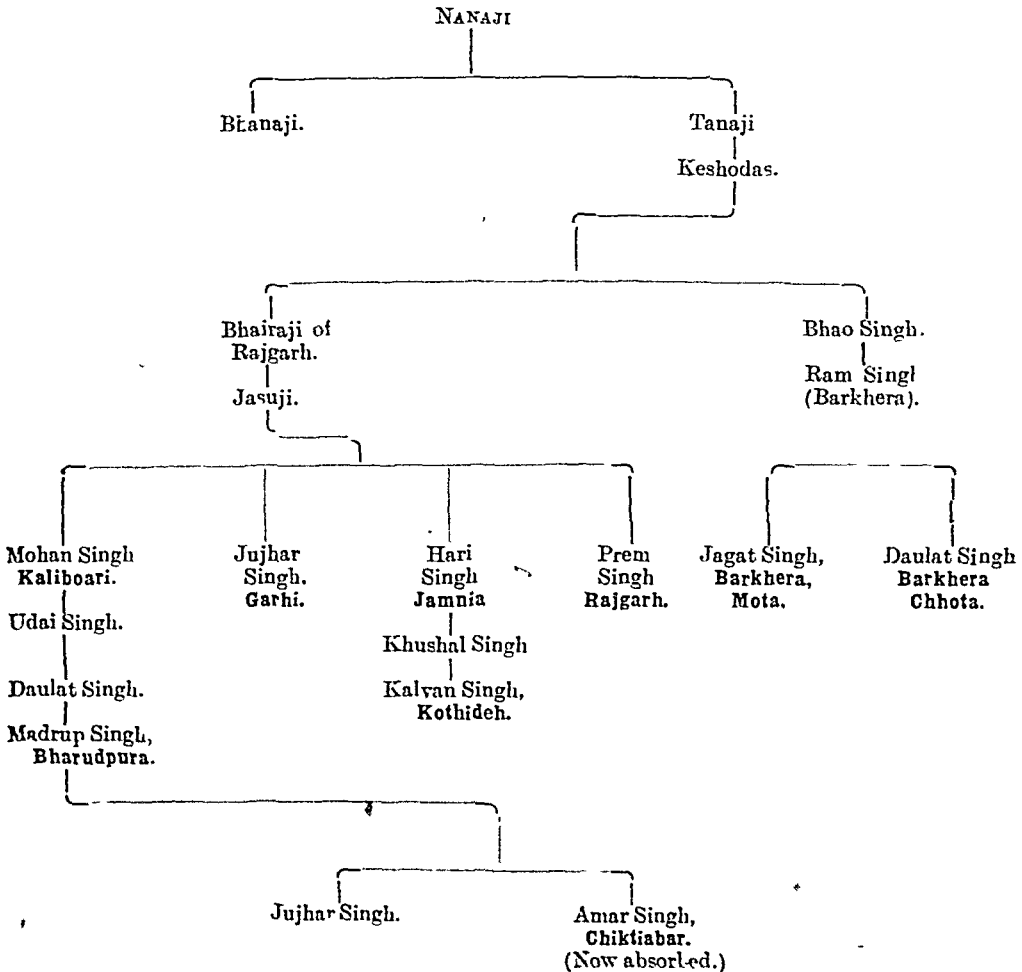 NANAJI
Bhanaji.
Tanaji
Keshodas.
Bhairaji of
Rajgarh.
Jasuji.
Bhao Singh.
Ram Singh
(Barkhera).
Mohan Singh
Kaliboari.
Udai Singh.
Daulat Singh.
Madrup Singh,
Bharudpura.
Jujhar
Singh.
Garhi.
Hari
Singh
Jamnia
Khushal Singh
Kalyan Singh,
Kothideh.
Prem
Singh
Rajgarh.
Jagat Singh,
Barkhera,
Mota.
Daulat Singh
Barkhera
Chhota.
Jujhar Singh.
Amar Singh,
Chiktiabar.
(Now absorbed.)